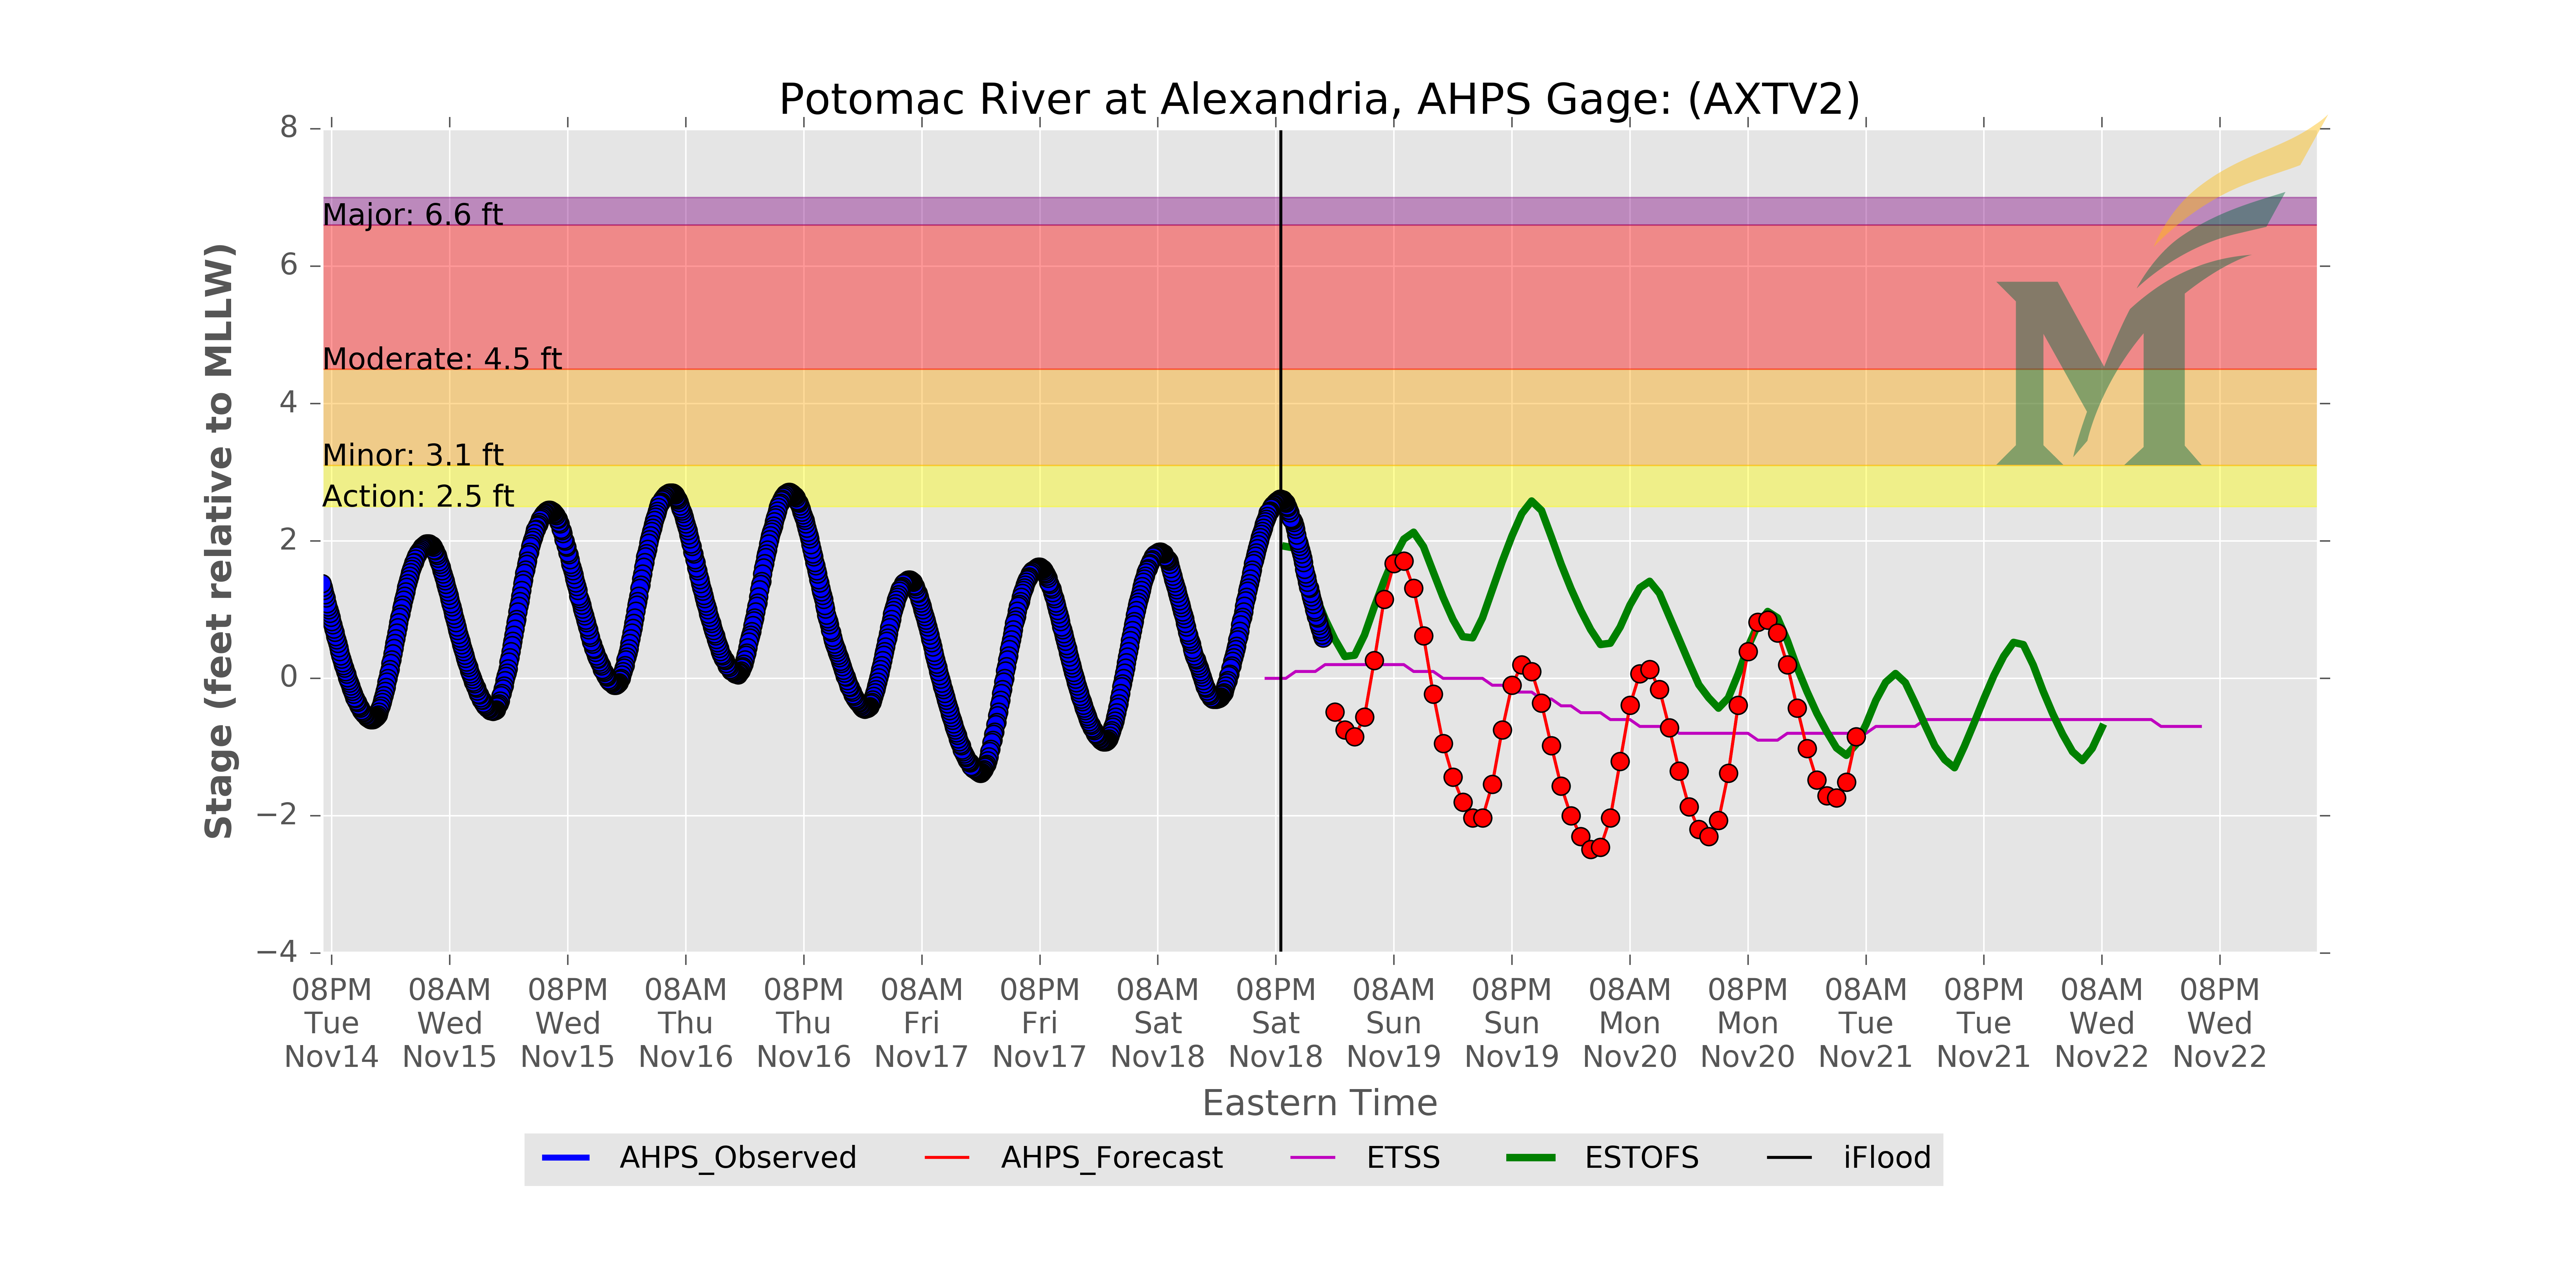 Potomac River at Alexandria, AHPS Gage: (AXTV2)
Stage (feet relative to MLLW)
8
6
4
2
0
−2
−4
Major: 6.6 ft
Moderate: 4.5 ft
Minor: 3.1 ft
Action: 2.5 ft
M
08PM 08AM 08PM 08AM 08PM 08AM 08PM 08AM 08PM 08AM 08PM 08AM 08PM 08AM 08PM 08AM 08PM
Tue Wed Wed Thu Thu Fri Fri Sat Sat Sun Sun Mon Mon Tue Tue Wed Wed
Nov14 Nov15 Nov15 Nov16 Nov16 Nov17 Nov17 Nov18 Nov18 Nov19 Nov19 Nov20 Nov20 Nov21 Nov21 Nov22 Nov22
Eastern Time
AHPS_Observed AHPS_Forecast ETSS ESTOFS iFlood